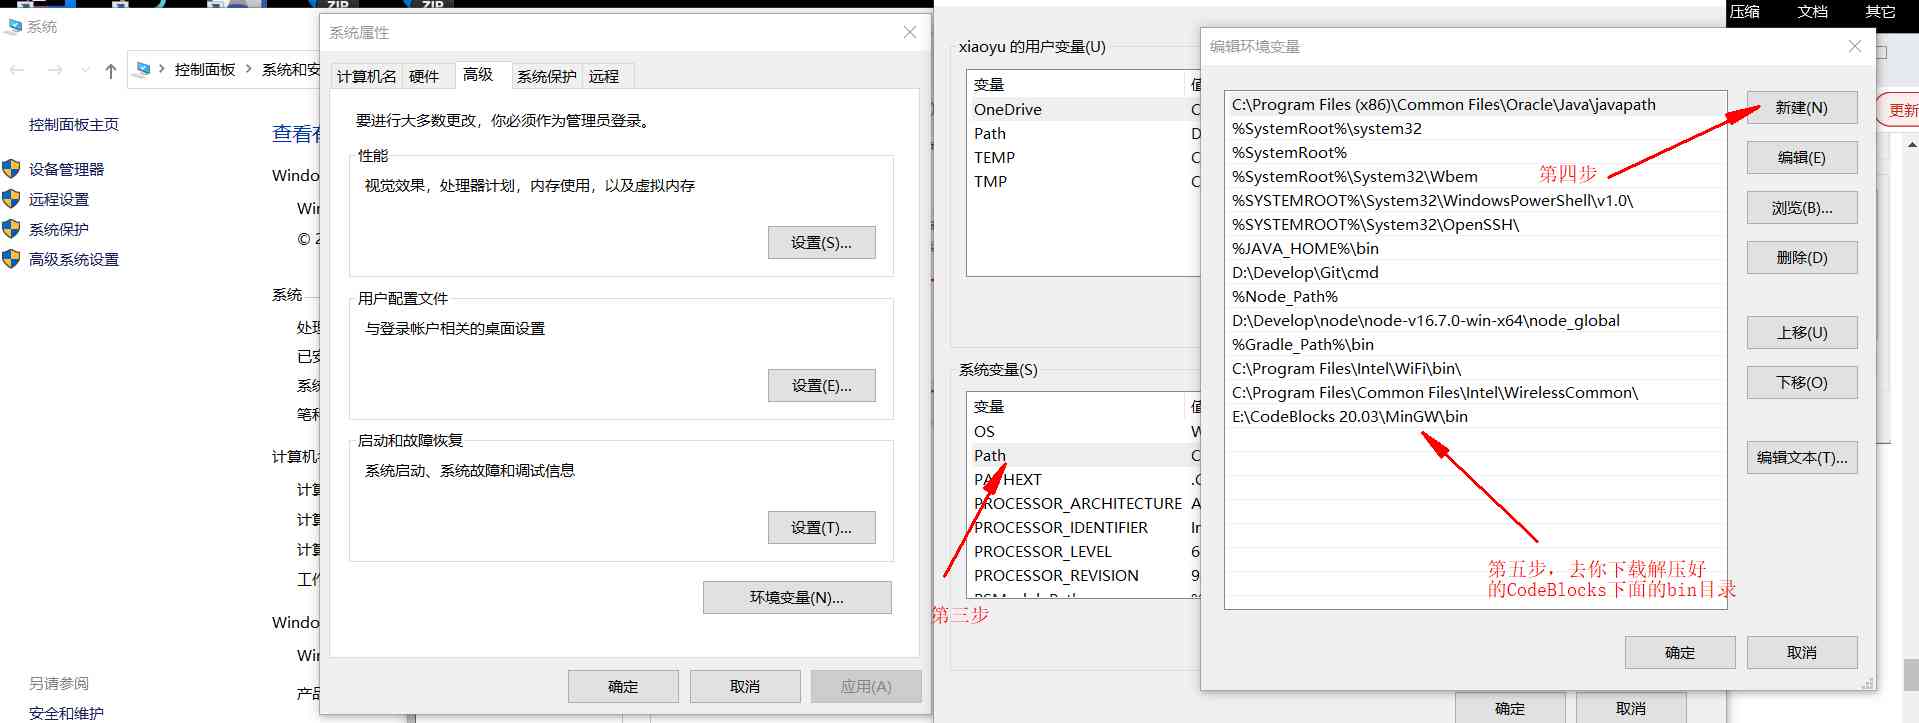 ZIP
ZIP
压缩
文档
其它
系统
控制面板
系统和安
控制面板主页
设备管理器
远程设置
系统保护
高级系统设置
另请参阅
安全和维护
查看有
Windo
Wir
© 2
系统
处理
已安
系统
笔和
计算机名
计算
计算
计算
工作
Windo
Wir
产品
系统属性
计算机名
硬件
高级
系统保护
远程
要进行大多数更改，你必须作为管理员登录。
性能
视觉效果，处理器计划，内存使用，以及虚拟内存
设置(S)...
用户配置文件
与登录帐户相关的桌面设置
设置(E)...
启动和故障恢复
系统启动、系统故障和调试信息
设置(T)...
环境变量(N)...
确定
取消
应用(A)
xiaoyu 的用户变量(U)
变量
值
OneDrive
C
Path
D
TEMP
C
TMP
C
系统变量(S)
变量
值
OS
W
Path
C
PATHEXT
.C
PROCESSOR_ARCHITECTURE
A
PROCESSOR_IDENTIFIER
In
PROCESSOR_LEVEL
6
PROCESSOR_REVISION
9
第三步
确定
取消
编辑环境变量
C:\Program Files (x86)\Common Files\Oracle\Java\javapath
%SystemRoot%\system32
%SystemRoot%
%SystemRoot%\System32\Wbem
%SYSTEMROOT%\System32\WindowsPowerShell\v1.0\
%SYSTEMROOT%\System32\OpenSSH\
%JAVA_HOME%\bin
D:\Develop\Git\cmd
%Node_Path%
D:\Develop\node\node-v16.7.0-win-x64\node_global
%Gradle_Path%\bin
C:\Program Files\Intel\WiFi\bin\
C:\Program Files\Common Files\Intel\WirelessCommon\
E:\CodeBlocks 20.03\MinGW\bin
第四步
第五步，去你下载解压好
的CodeBlocks下面的bin目录
新建(N)
编辑(E)
浏览(B)...
删除(D)
上移(U)
下移(O)
编辑文本(T)...
确定
取消
更新